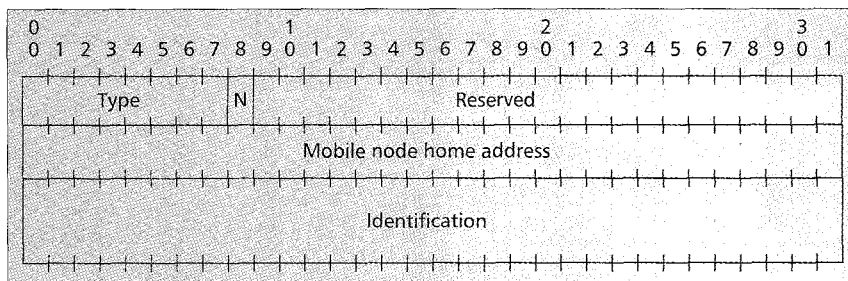 0 1 2 3
0 1 2 3 4 5 6 7 8 9 0 1 2 3 4 5 6 7 8 9 0 1 2 3 4 5 6 7 8 9 0 1
Type N Reserved
Mobile node home address
Identification